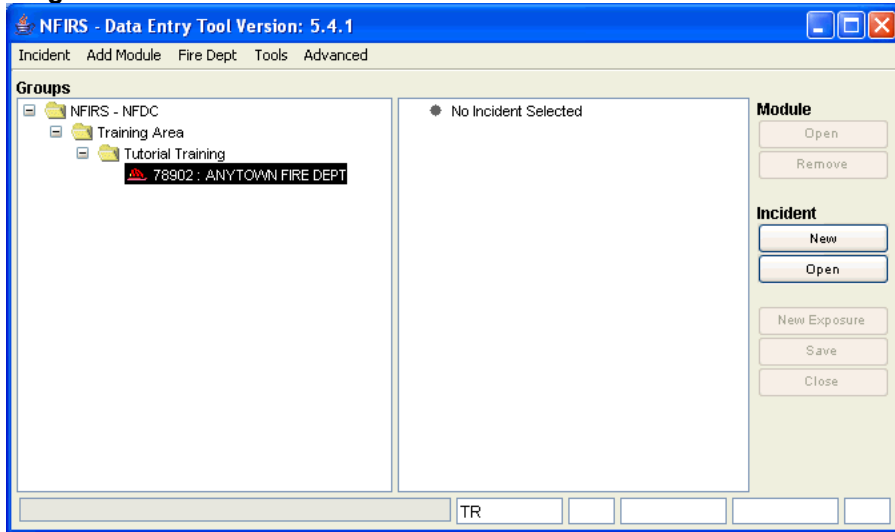 NFIRS - Data Entry Tool Version: 5.4.1
Incident Add Module Fire Dept Tools Advanced
Groups
NFIRS - NFDC
Training Area
Tutorial Training
78902 : ANYTOWN FIRE DEPT
No Incident Selected
Module
Open
Remove
Incident
New
Open
New Exposure
Save
Close
TR